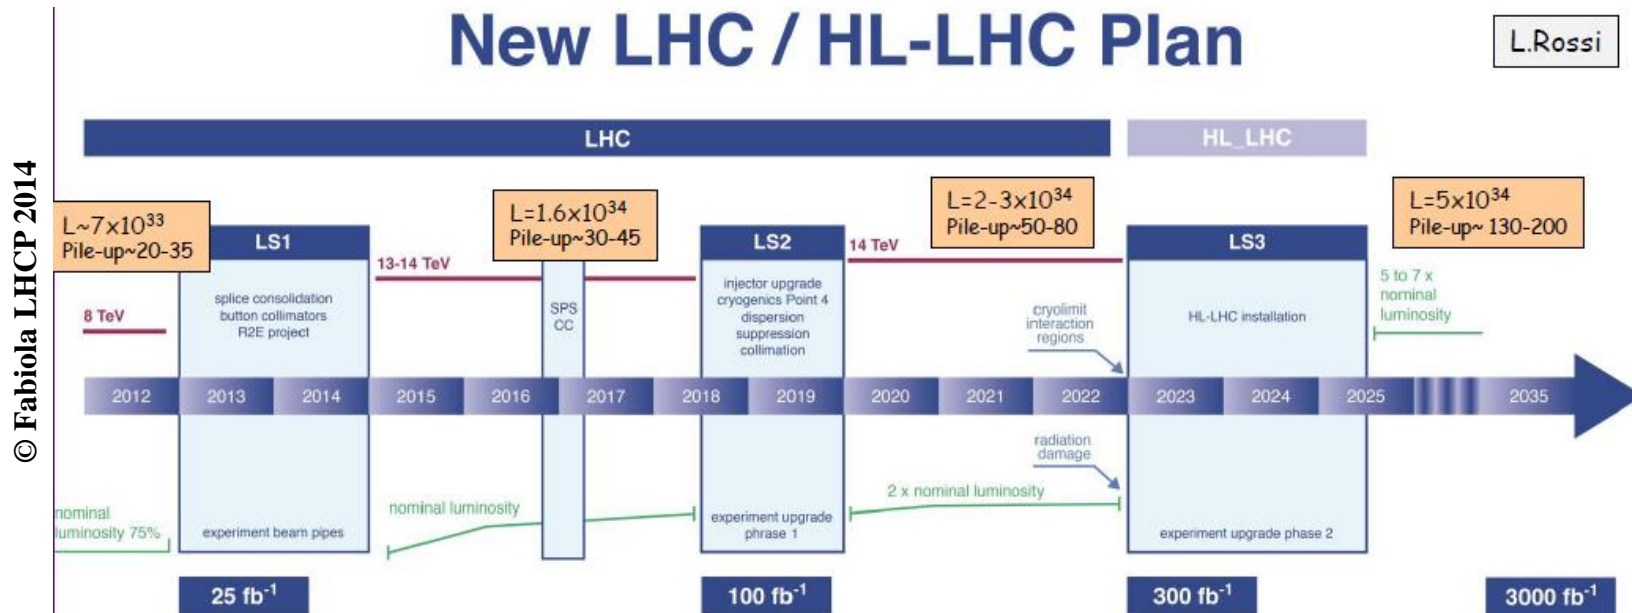 New LHC / HL-LHC Plan
L.Rossi
© Fabiola LHCP 2014
LHC
HL_LHC
L~7x10³³
Pile-up~20-35
L=1.6x10³⁴
Pile-up~30-45
L=2-3x10³⁴
Pile-up~50-80
L=5x10³⁴
Pile-up~ 130-200
LS1
LS2
LS3
8 TeV
13-14 TeV
14 TeV
splice consolidation
button collimators
R2E project
SPS
CC
injector upgrade
cryogenics Point 4
dispersion
suppression
collimation
cryolimit
interaction
regions
HL-LHC installation
5 to 7 x
nominal
luminosity
2012
2013
2014
2015
2016
2017
2018
2019
2020
2021
2022
2023
2024
2025
2035
radiation
damage
nominal
luminosity 75%
experiment beam pipes
nominal luminosity
experiment upgrade
phrase 1
2 x nominal luminosity
experiment upgrade phase 2
25 fb⁻¹
100 fb⁻¹
300 fb⁻¹
3000 fb⁻¹